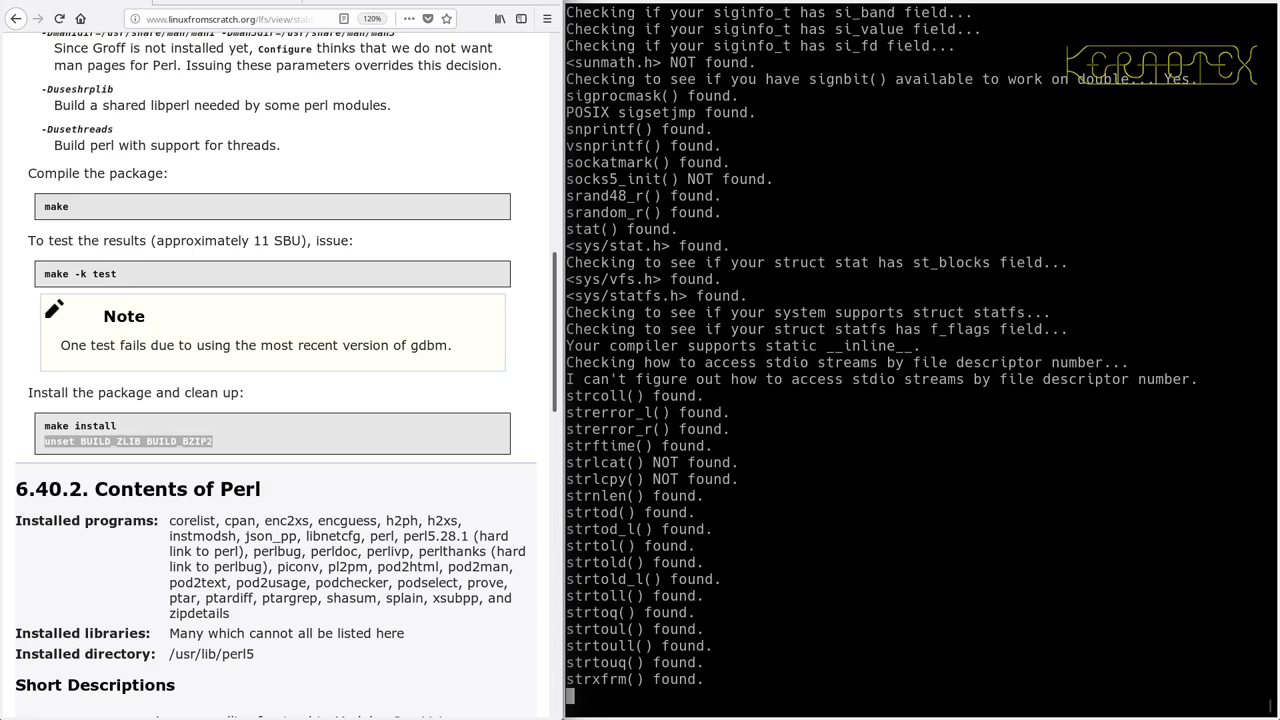 www.linuxfromscratch.org/lfs/view/stab
120%
Since Groff is not installed yet, Configure thinks that we do not want
man pages for Perl. Issuing these parameters overrides this decision.
-Duseshrplib
Build a shared libperl needed by some perl modules.
-Dusethreads
Build perl with support for threads.
Compile the package:
make
To test the results (approximately 11 SBU), issue:
make -k test
Note
One test fails due to using the most recent version of gdbm.
Install the package and clean up:
make install
unset BUILD_ZLIB BUILD_BZIP2
6.40.2. Contents of Perl
Installed programs: corelist, cpan, enc2xs, encguess, h2ph, h2xs,
instmodsh, json_pp, libnetcfg, perl, perl5.28.1 (hard
link to perl), perlbug, perldoc, perlivp, perlthanks (hard
link to perlbug), piconv, pl2pm, pod2html, pod2man,
pod2text, pod2usage, podchecker, podselect, prove,
ptar, ptardiff, ptargrep, shasum, splain, xsubpp, and
zipdetails
Installed libraries: Many which cannot all be listed here
Installed directory: /usr/lib/perl5
Short Descriptions
Checking if your siginfo_t has si_band field...
Checking if your siginfo_t has si_value field...
Checking if your siginfo_t has si_fd field...
<sunmath.h> NOT found.
Checking to see if you have signbit() available to work on double... Yes.
sigprocmask() found.
POSIX sigsetjmp found.
snprintf() found.
vsnprintf() found.
sockatmark() found.
socks5_init() NOT found.
srand48_r() found.
srandom_r() found.
stat() found.
<sys/stat.h> found.
Checking to see if your struct stat has st_blocks field...
<sys/vfs.h> found.
<sys/statfs.h> found.
Checking to see if your system supports struct statfs...
Checking to see if your struct statfs has f_flags field...
Your compiler supports static __inline__.
Checking how to access stdio streams by file descriptor number...
I can't figure out how to access stdio streams by file descriptor number.
strcoll() found.
strerror_l() found.
strerror_r() found.
strftime() found.
strlcat() NOT found.
strlcpy() NOT found.
strnlen() found.
strtod() found.
strtod_l() found.
strtol() found.
strtold() found.
strtold_l() found.
strtoll() found.
strtoq() found.
strtoul() found.
strtoull() found.
strtouq() found.
strxfrm() found.